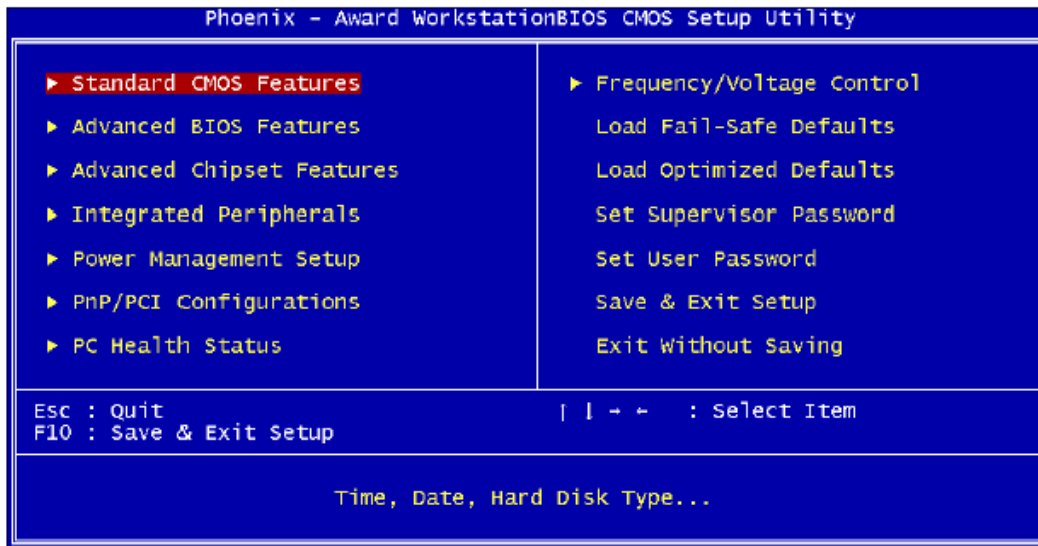 Phoenix - Award WorkstationBIOS CMOS Setup Utility
▶ Standard CMOS Features
▶ Advanced BIOS Features
▶ Advanced Chipset Features
▶ Integrated Peripherals
▶ Power Management Setup
▶ PnP/PCI Configurations
▶ PC Health Status
▶ Frequency/Voltage Control
Load Fail-Safe Defaults
Load Optimized Defaults
Set Supervisor Password
Set User Password
Save & Exit Setup
Exit Without Saving
Esc : Quit
F10 : Save & Exit Setup
↑ ↓ → ← : Select Item
Time, Date, Hard Disk Type...